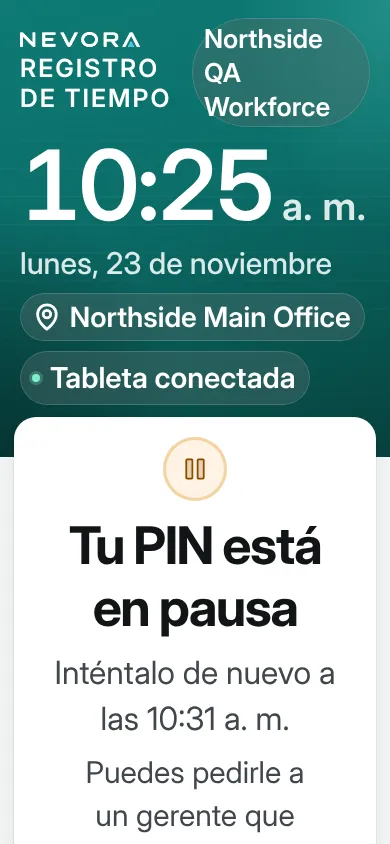 NEVORA
REGISTRO
DE TIEMPO
Northside
QA
Workforce
10:25 a. m.
lunes, 23 de noviembre
Northside Main Office
Tableta conectada
Tu PIN está
en pausa
Inténtalo de nuevo a
las 10:31 a. m.
Puedes pedirle a
un gerente que